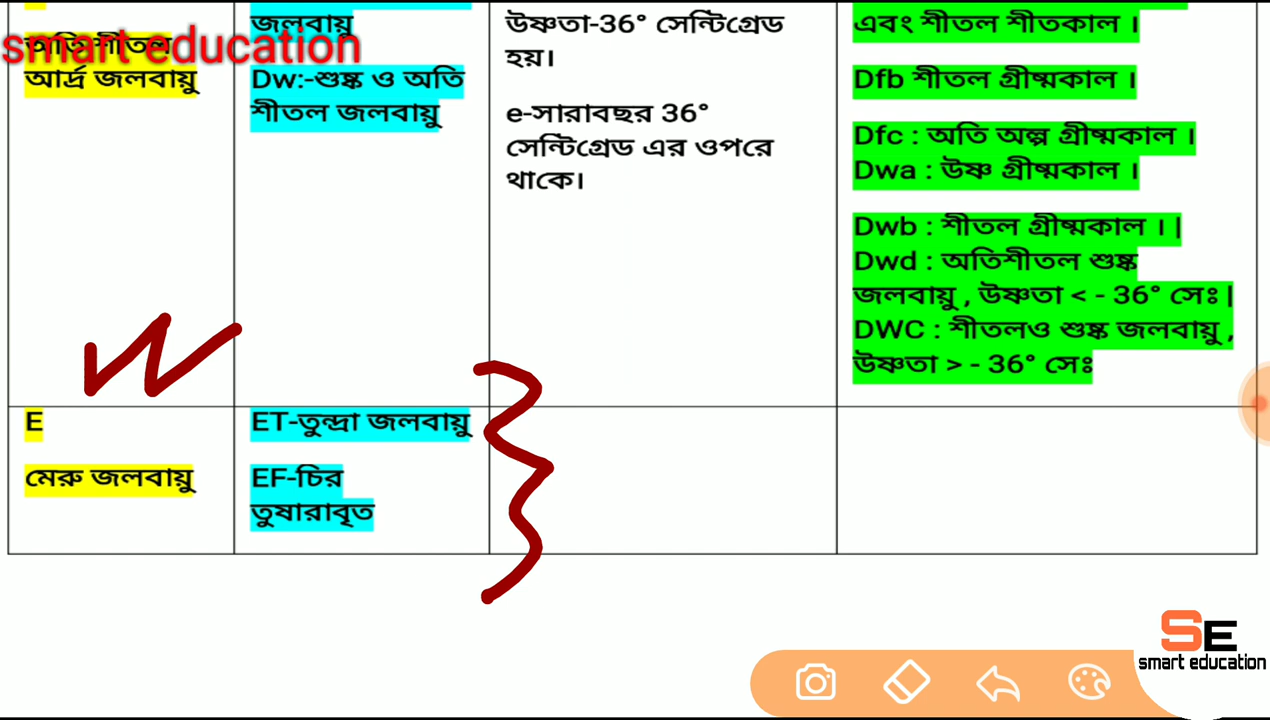 smart education
অতিশীতল
আর্দ্র জলবায়ু
জলবায়ু
Dw:-শুষ্ক ও অতি
শীতল জলবায়ু
উষ্ণতা-36° সেন্টিগ্রেড
হয়।
e-সারাবছর 36°
সেন্টিগ্রেড এর ওপরে
থাকে।
এবং শীতল শীতকাল ।
Dfb শীতল গ্রীষ্মকাল ।
Dfc : অতি অল্প গ্রীষ্মকাল ।
Dwa : উষ্ণ গ্রীষ্মকাল ।
Dwb : শীতল গ্রীষ্মকাল । |
Dwd : অতিশীতল শুষ্ক
জলবায়ু , উষ্ণতা < - 36° সেঃ |
DWC : শীতলও শুষ্ক জলবায়ু ,
উষ্ণতা > - 36° সেঃ
E
মেরু জলবায়ু
ET-তুন্দ্রা জলবায়ু
EF-চির
তুষারাবৃত
SE
smart education